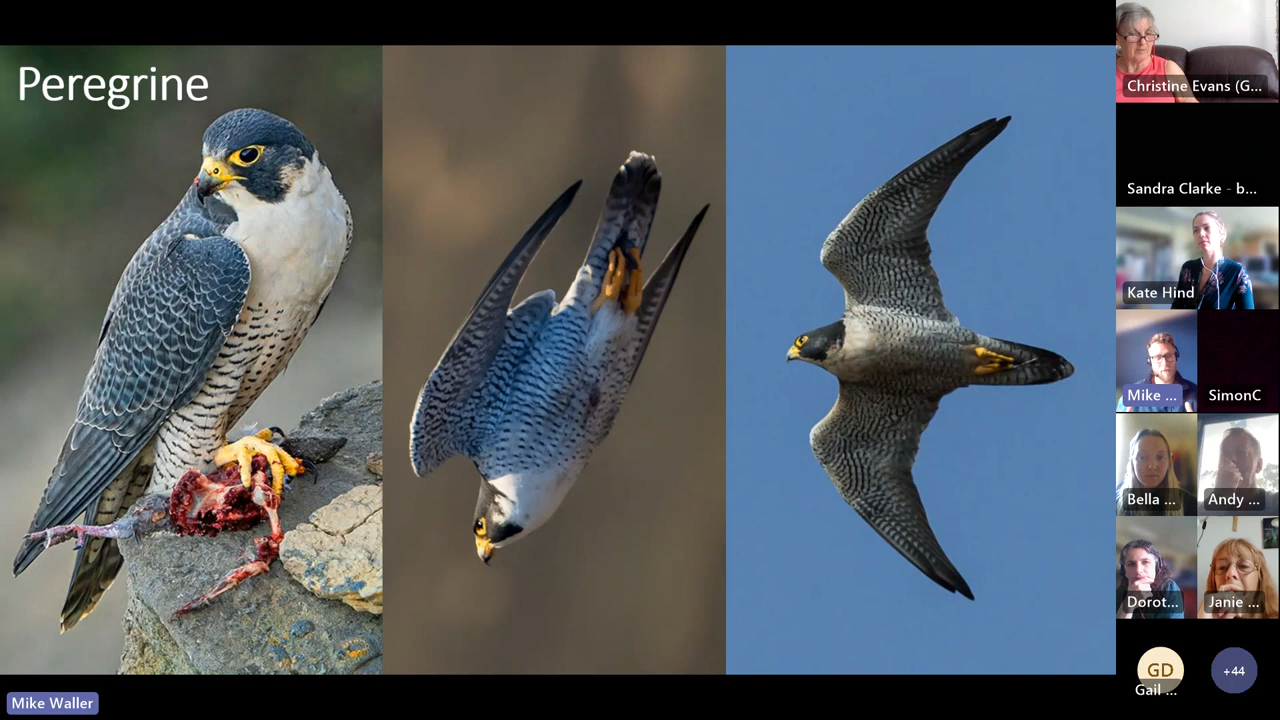 Peregrine
Christine Evans (G...
Sandra Clarke - b...
Kate Hind
Mike ...
SimonC
Bella ...
Andy ...
Dorot...
Janie ...
GD
Gail ...
+44
Mike Waller